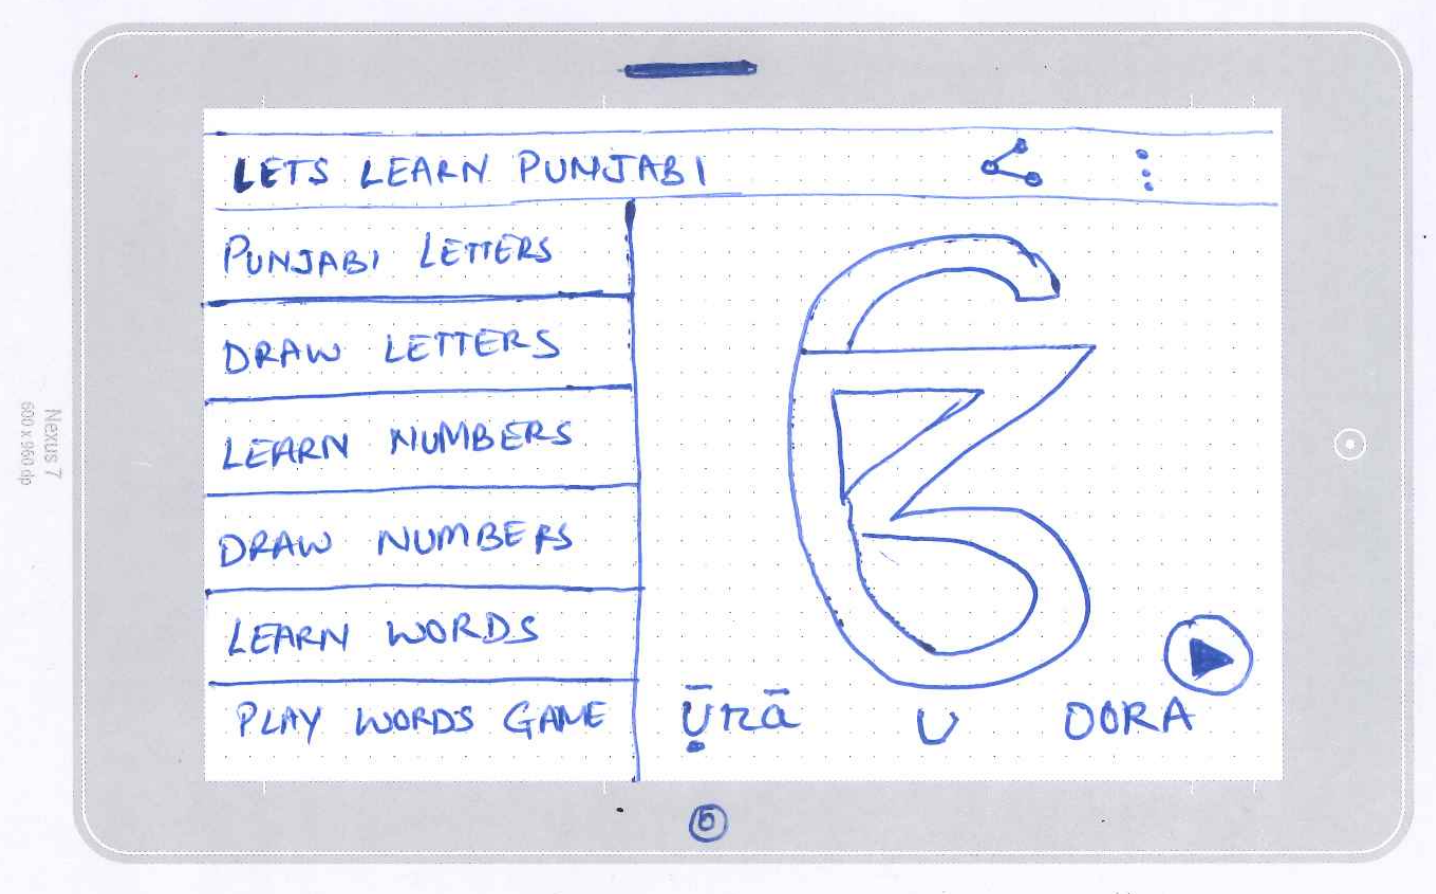 LETS LEARN PUNJABI
PUNJABI LETTERS
DRAW LETTERS
LEARN NUMBERS
DRAW NUMBERS
LEARN WORDS
PLAY WORDS GAME
ੳ
U OORA
Nexus 7
600 x 960 dp
5